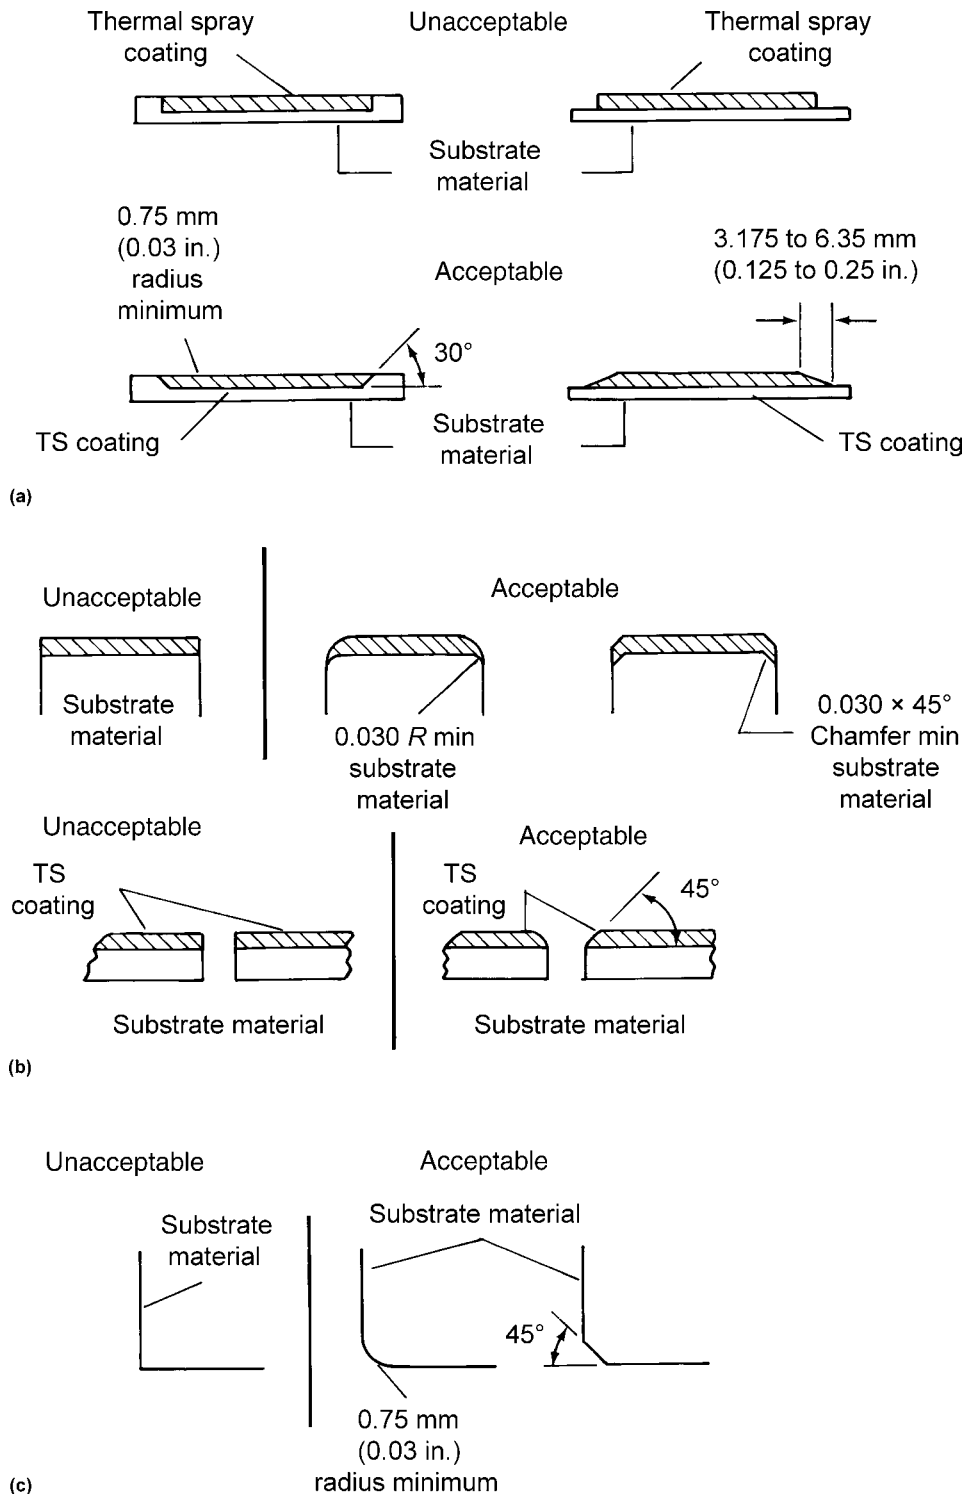 Thermal spray
coating
Unacceptable
Thermal spray
coating
Substrate
material
0.75 mm
(0.03 in.)
radius
minimum
Acceptable
3.175 to 6.35 mm
(0.125 to 0.25 in.)
30°
TS coating
Substrate
material
TS coating
(a)
Unacceptable
Acceptable
Substrate
material
0.030 R min
substrate
material
0.030 × 45°
Chamfer min
substrate
material
Unacceptable
Acceptable
TS
coating
TS
coating
45°
Substrate material
Substrate material
(b)
Unacceptable
Acceptable
Substrate
material
Substrate material
45°
0.75 mm
(0.03 in.)
radius minimum
(c)